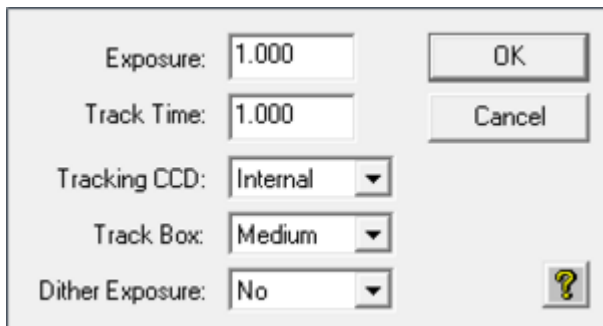 Exposure: 1.000 OK
Track Time: 1.000 Cancel
Tracking CCD: Internal
Track Box: Medium
Dither Exposure: No ?